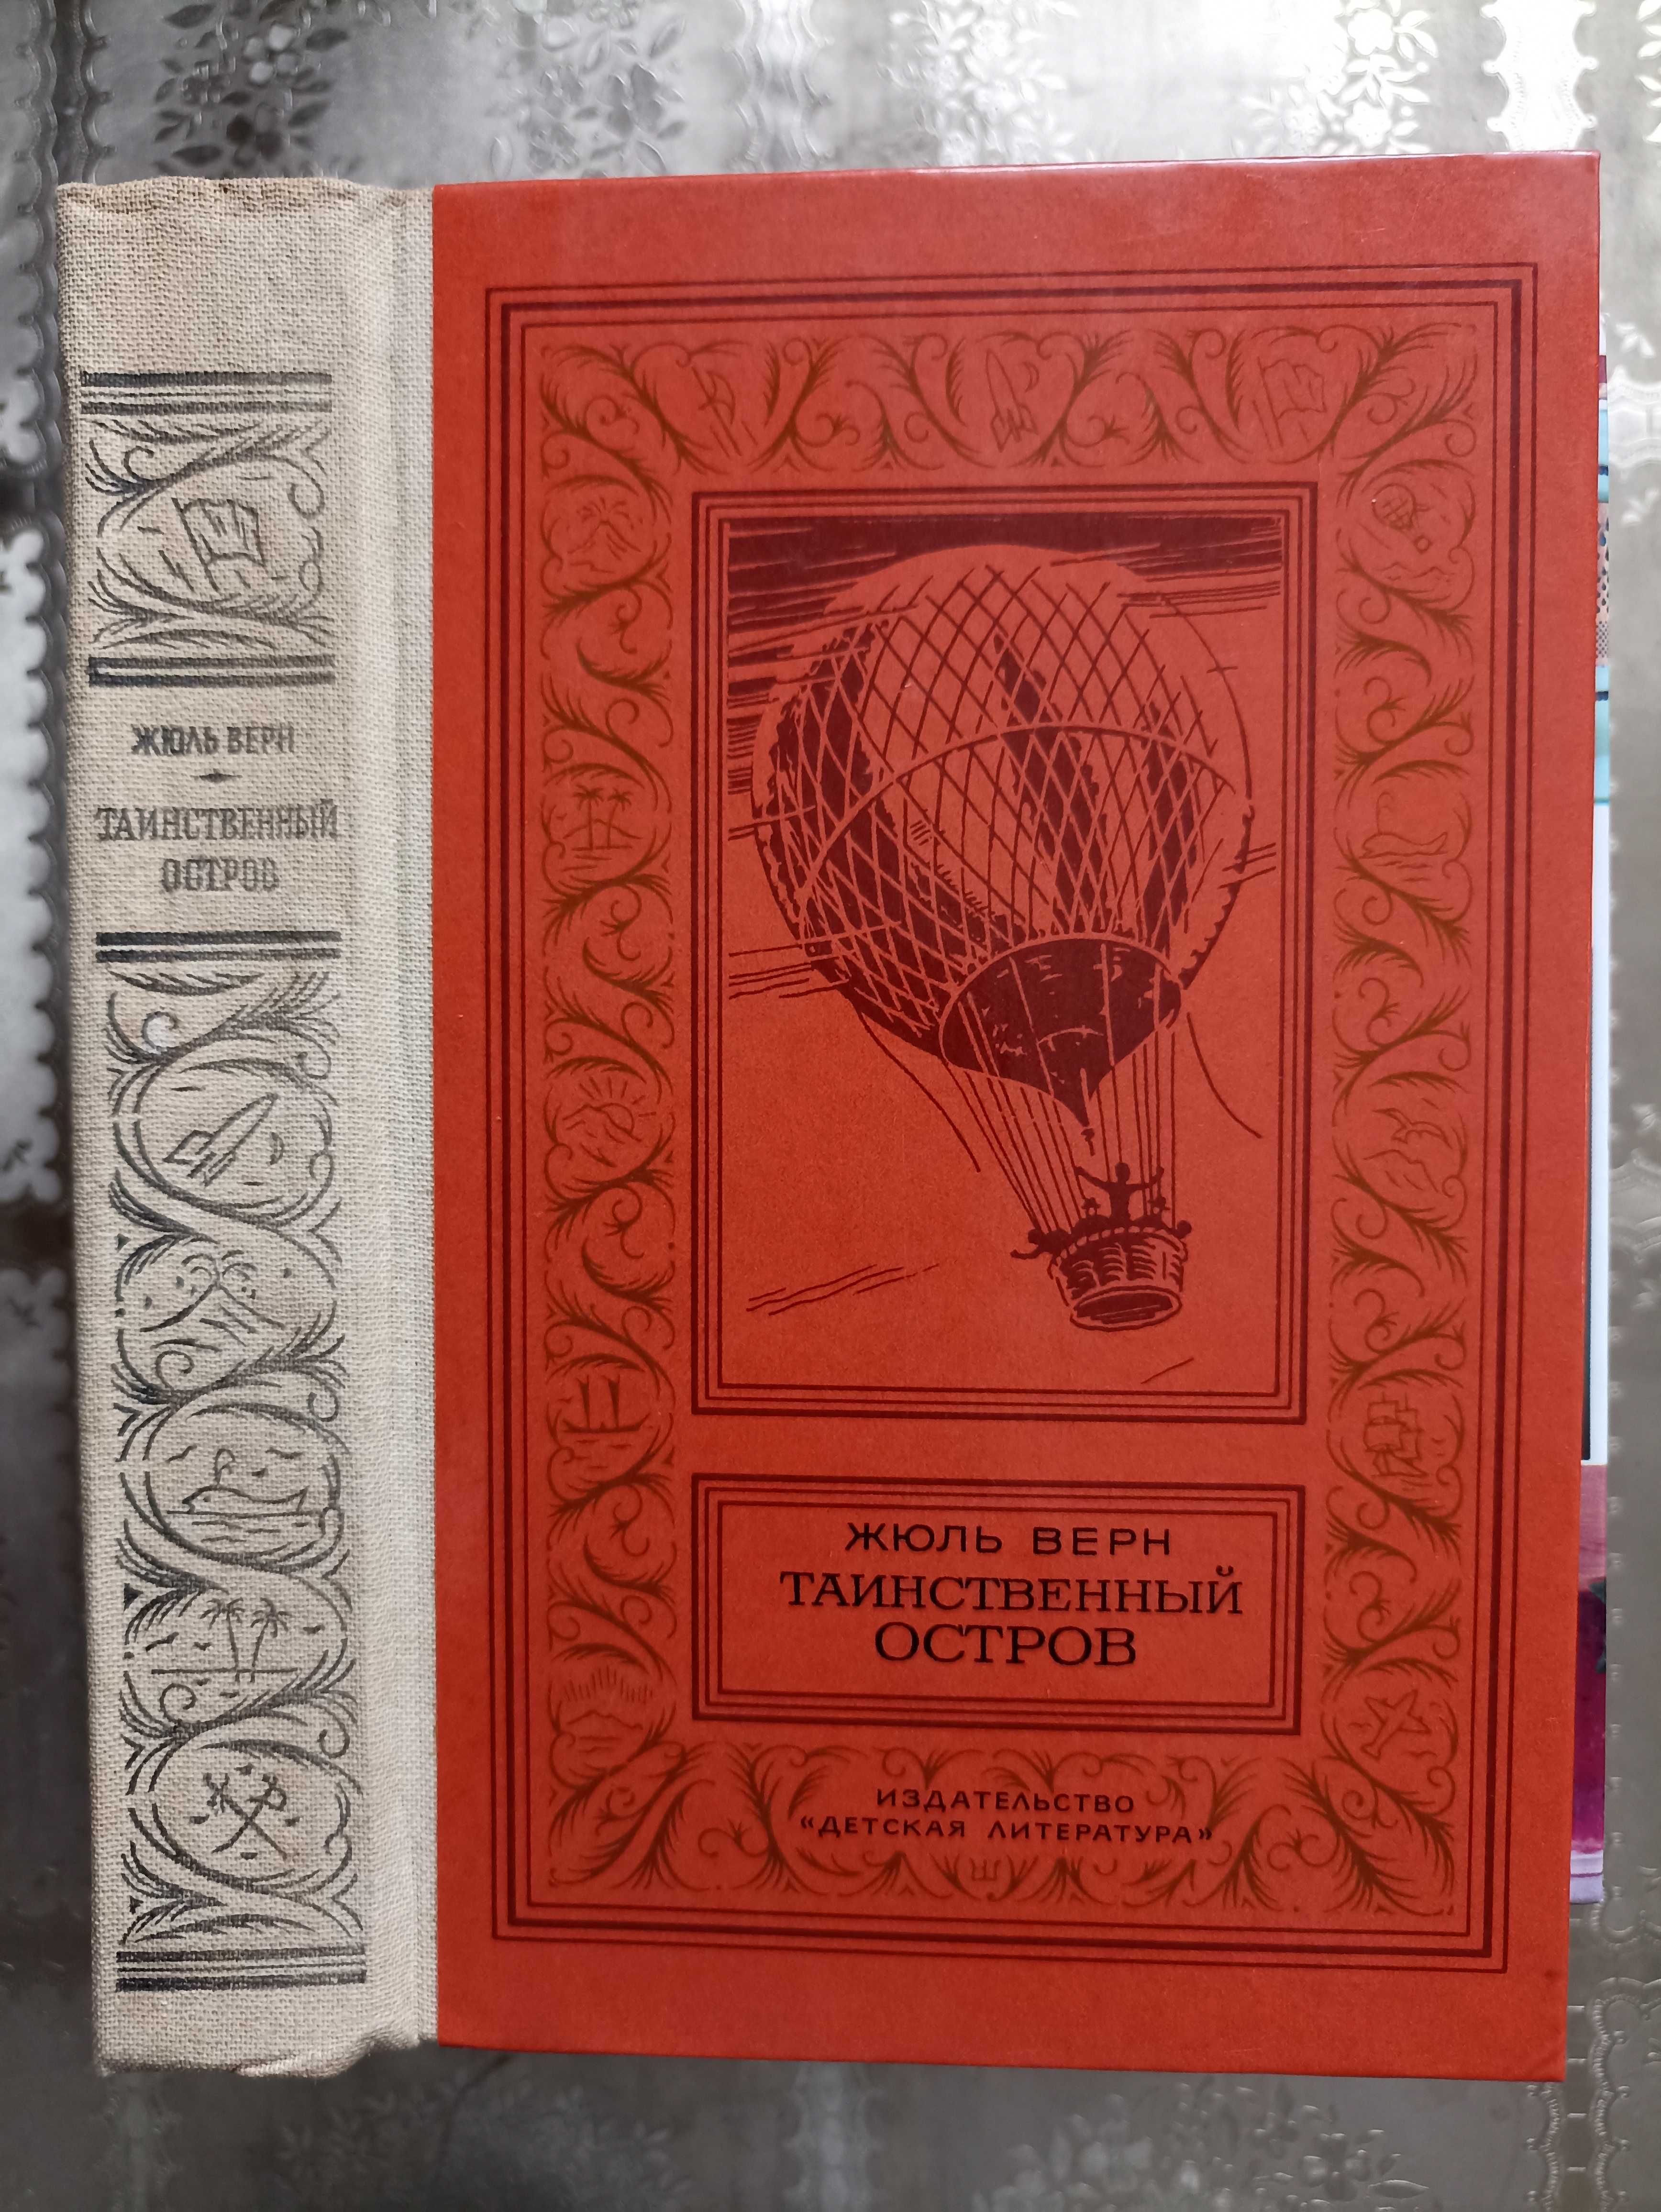 ЖЮЛЬ ВЕРН
ТАИНСТВЕННЫЙ
ОСТРОВ
ЖЮЛЬ ВЕРН
ТАИНСТВЕННЫЙ
ОСТРОВ
ИЗДАТЕЛЬСТВО
«ДЕТСКАЯ ЛИТЕРАТУРА»